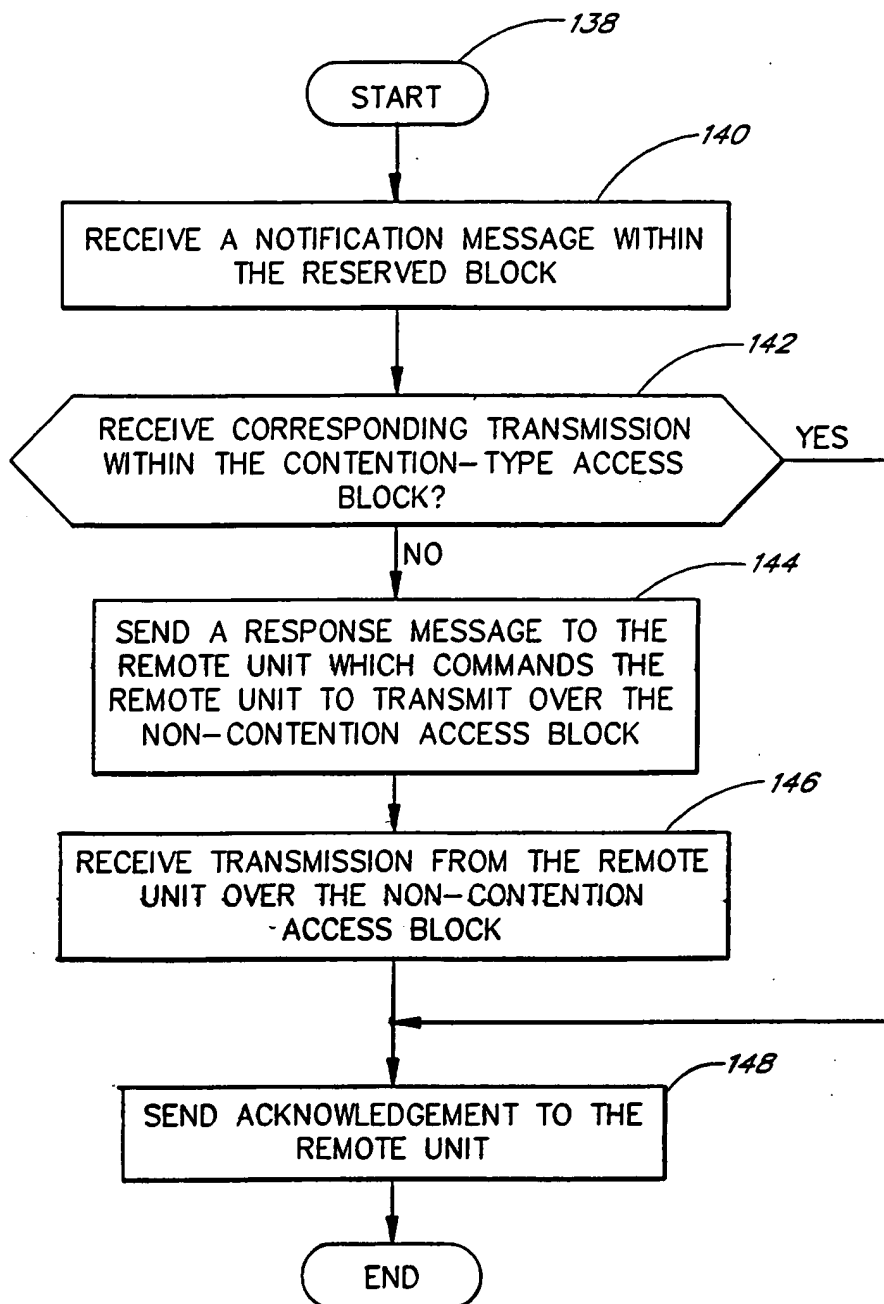 138
START
140
RECEIVE A NOTIFICATION MESSAGE WITHIN
THE RESERVED BLOCK
142
RECEIVE CORRESPONDING TRANSMISSION
WITHIN THE CONTENTION-TYPE ACCESS
BLOCK?
YES
NO
144
SEND A RESPONSE MESSAGE TO THE
REMOTE UNIT WHICH COMMANDS THE
REMOTE UNIT TO TRANSMIT OVER THE
NON-CONTENTION ACCESS BLOCK
146
RECEIVE TRANSMISSION FROM THE REMOTE
UNIT OVER THE NON-CONTENTION
ACCESS BLOCK
148
SEND ACKNOWLEDGEMENT TO THE
REMOTE UNIT
END